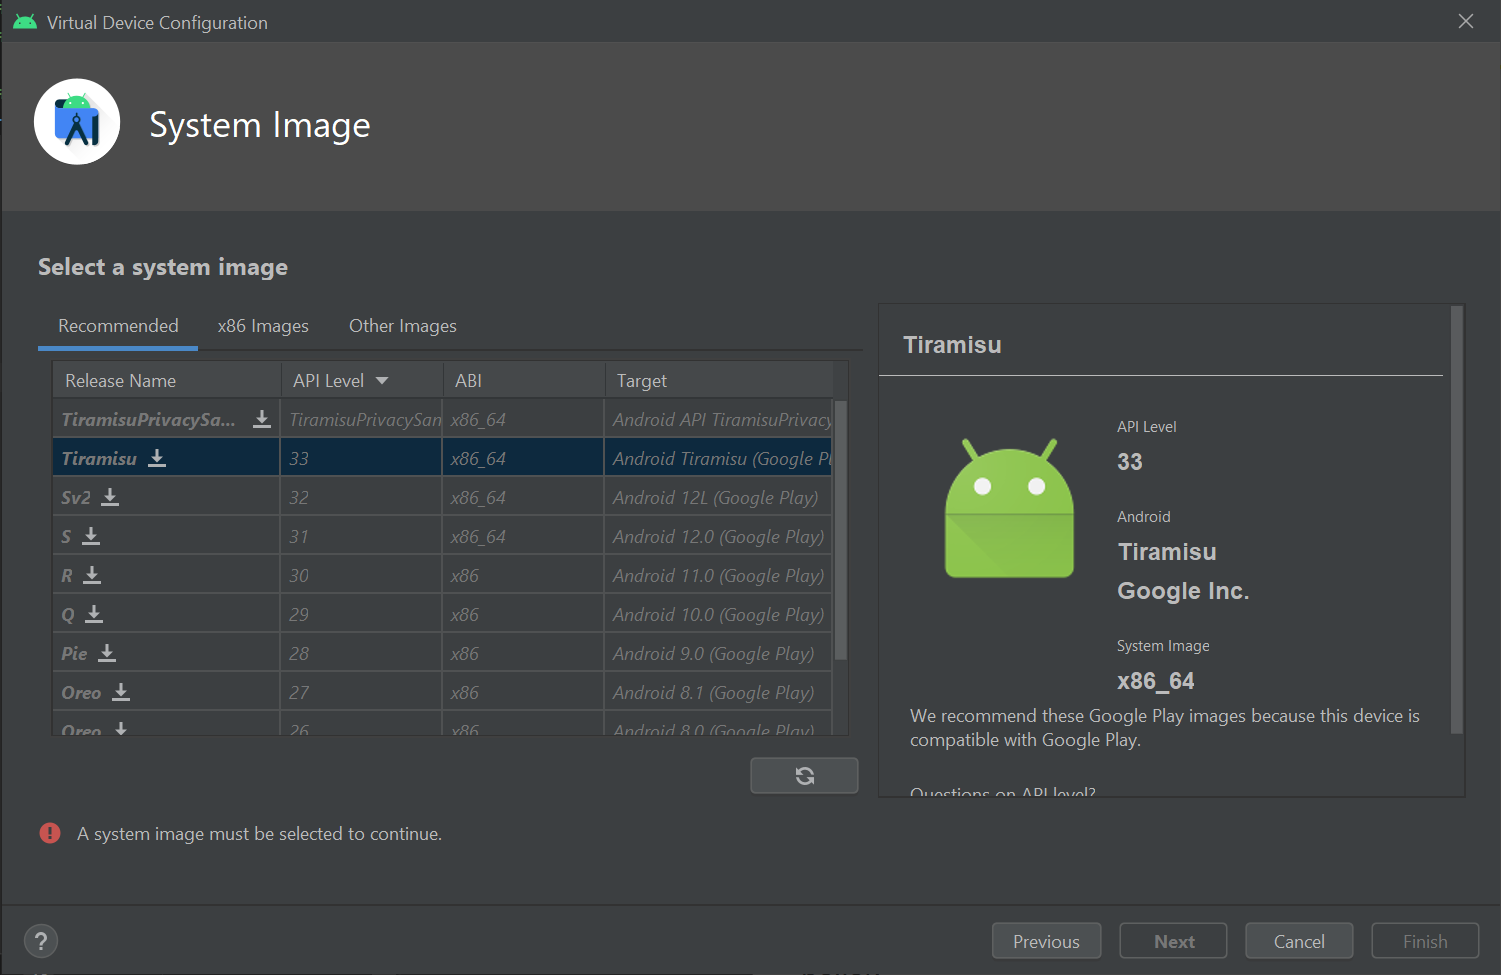 Virtual Device Configuration
System Image
Select a system image
Recommended x86 Images Other Images
Release Name API Level ABI Target
TiramisuPrivacySa... TiramisuPrivacySan x86_64 Android API TiramisuPrivacy
Tiramisu 33 x86_64 Android Tiramisu (Google Pl
Sv2 32 x86_64 Android 12L (Google Play)
S 31 x86_64 Android 12.0 (Google Play)
R 30 x86 Android 11.0 (Google Play)
Q 29 x86 Android 10.0 (Google Play)
Pie 28 x86 Android 9.0 (Google Play)
Oreo 27 x86 Android 8.1 (Google Play)
Oreo 26 x86 Android 8.0 (Google Play)
Tiramisu
API Level
33
Android
Tiramisu
Google Inc.
System Image
x86_64
We recommend these Google Play images because this device is
compatible with Google Play.
Questions on API level?
A system image must be selected to continue.
? Previous Next Cancel Finish